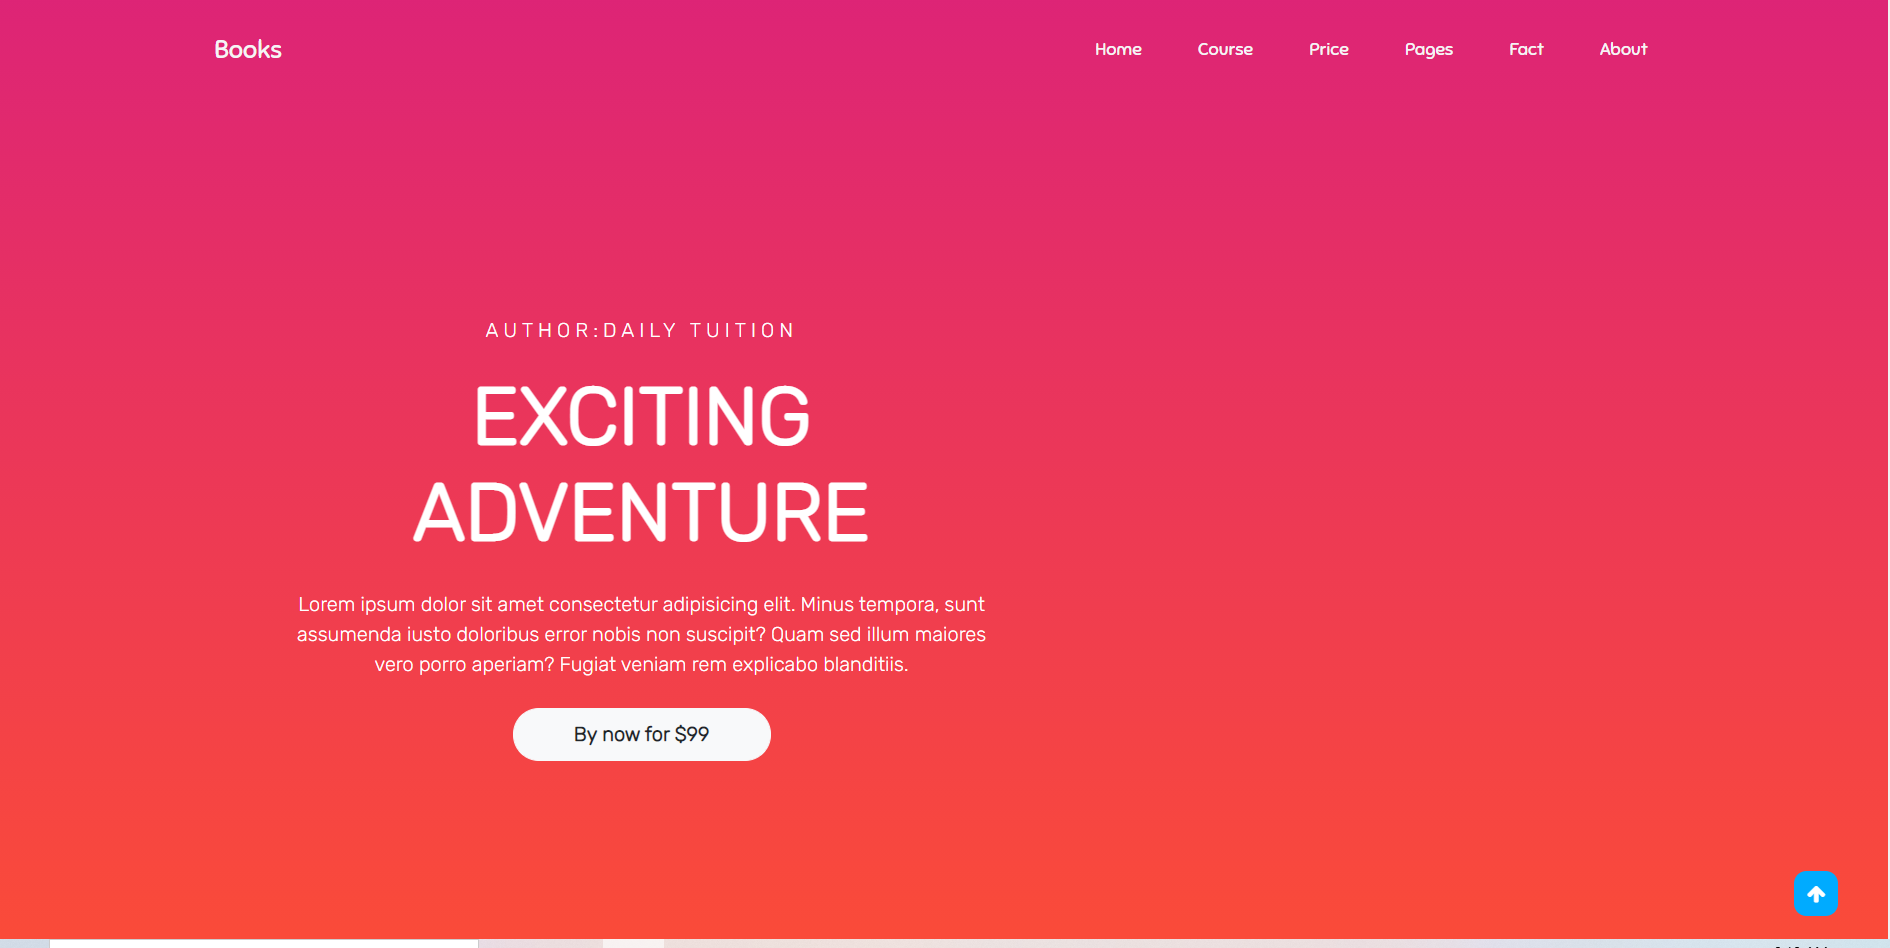 Books
Home
Course
Price
Pages
Fact
About
AUTHOR:DAILY TUITION
EXCITING
ADVENTURE
Lorem ipsum dolor sit amet consectetur adipisicing elit. Minus tempora, sunt
assumenda iusto doloribus error nobis non suscipit? Quam sed illum maiores
vero porro aperiam? Fugiat veniam rem explicabo blanditiis.
By now for $99